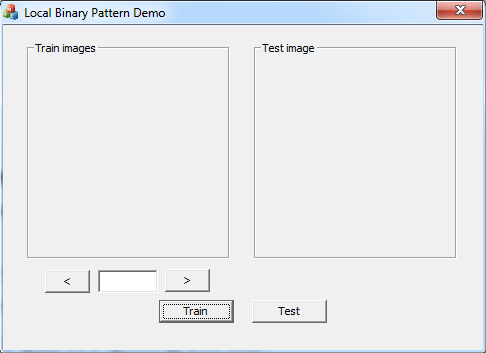 Local Binary Pattern Demo
Train images
Test image
< >
Train Test